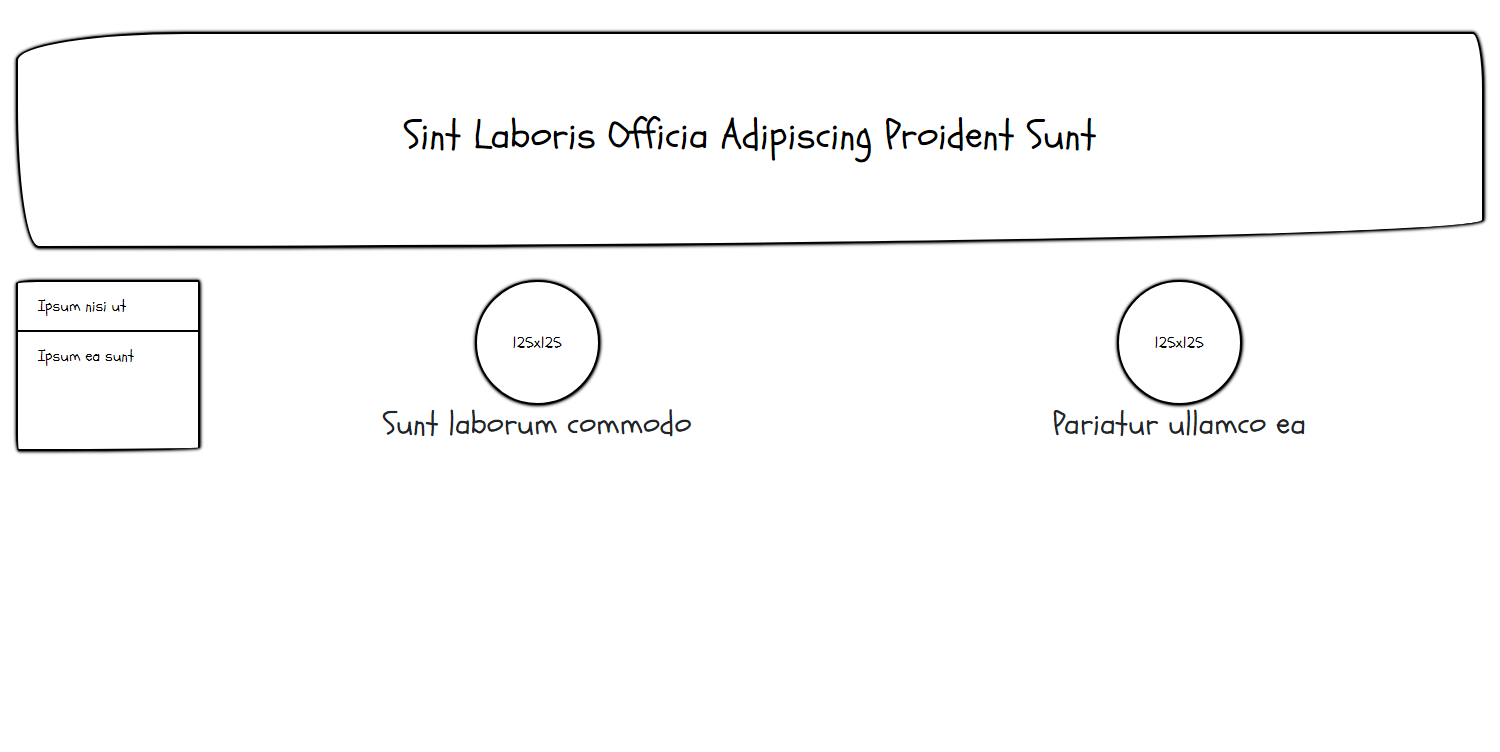 Sint Laboris Officia Adipiscing Proident Sunt
Ipsum nisi ut
Ipsum ea sunt
125x125
Sunt laborum commodo
125x125
Pariatur ullamco ea